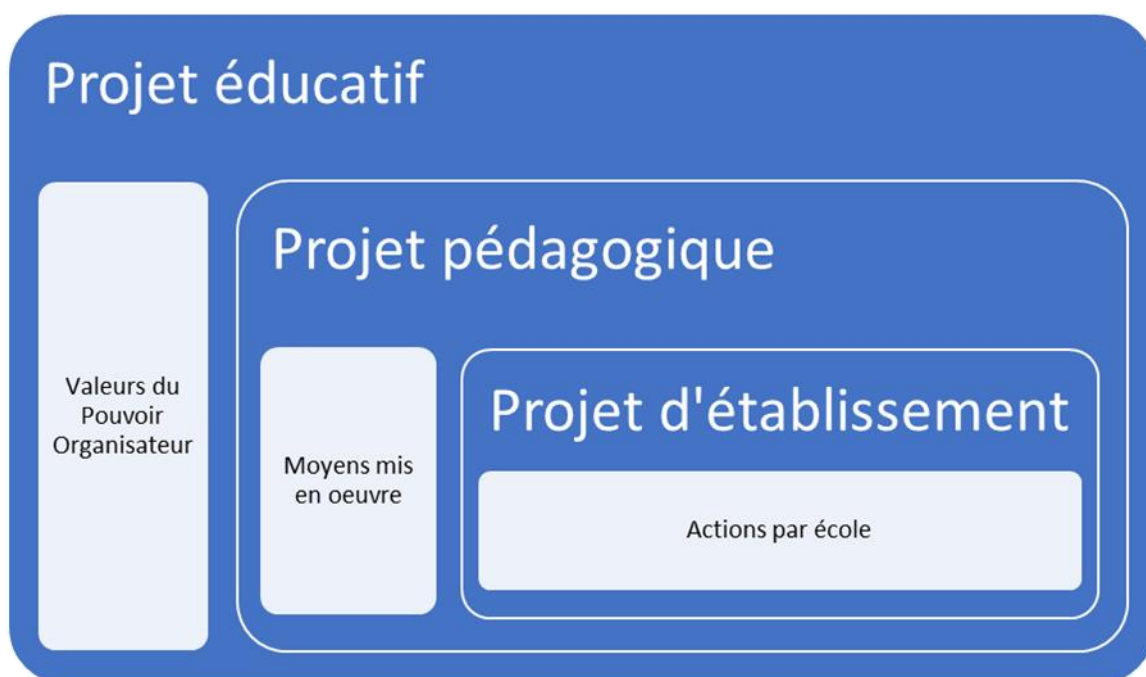 Projet éducatif
Valeurs du
Pouvoir
Organisateur
Projet pédagogique
Moyens mis
en oeuvre
Projet d'établissement
Actions par école